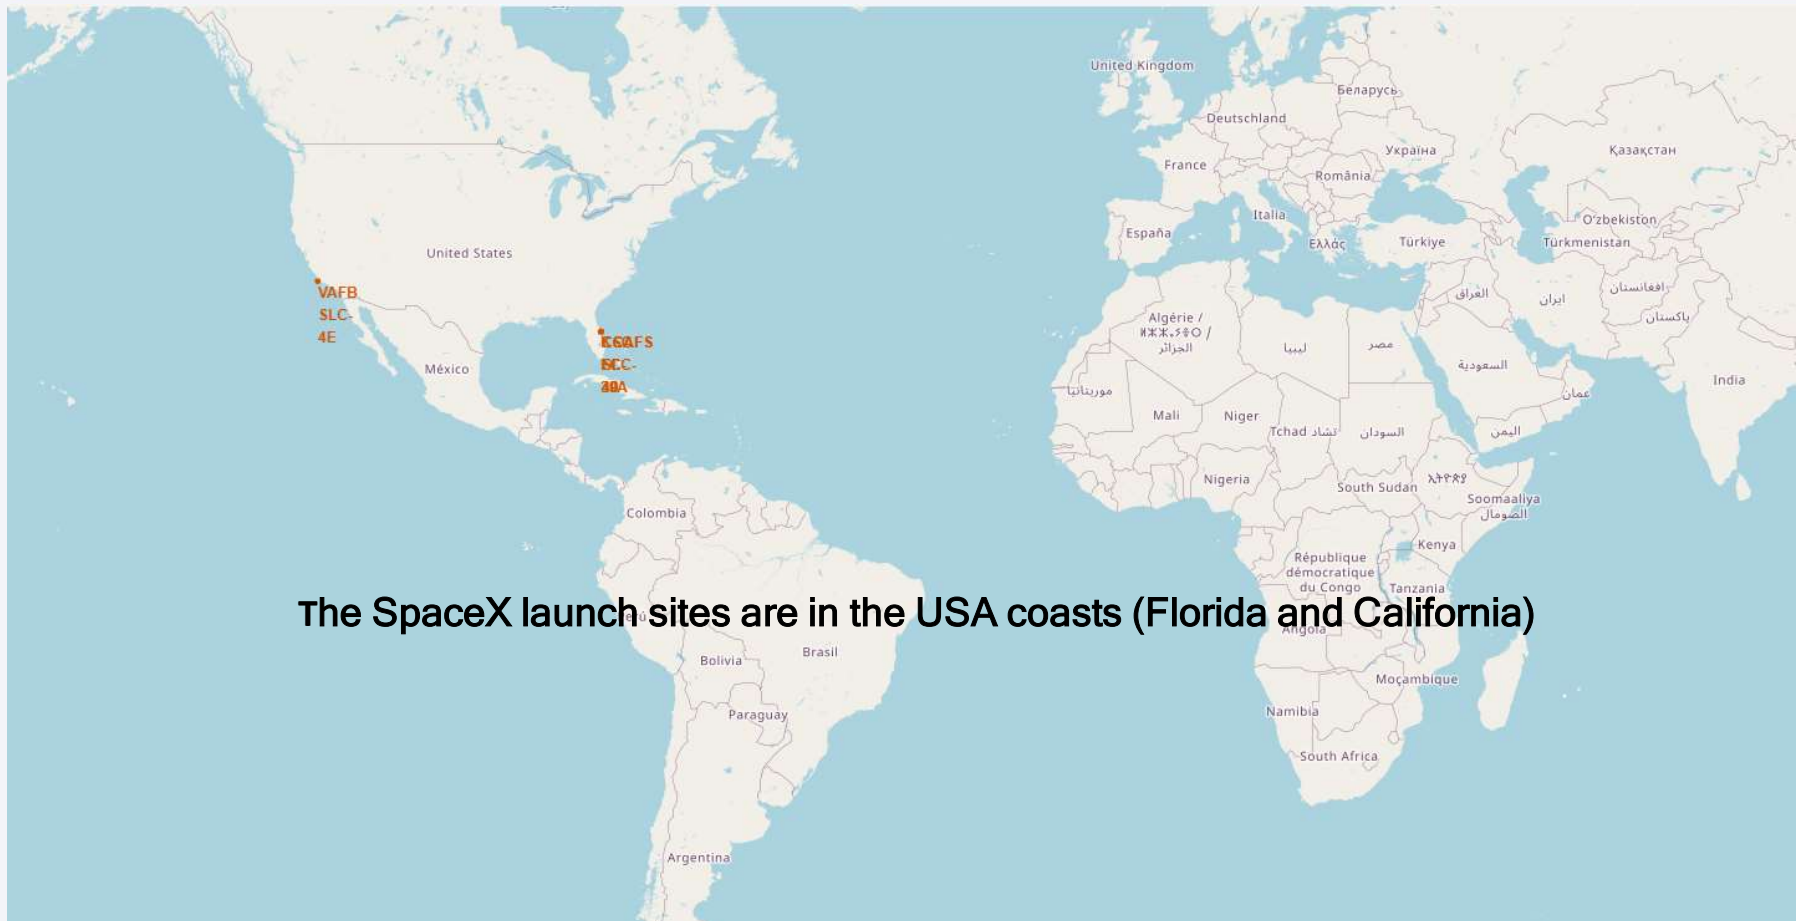 United Kingdom
Беларусь
Deutschland
Україна
Қазақстан
France
România
Italia
O'zbekiston
España
Ελλάς
Türkiye
Türkmenistan
United States
العراق
ایران
افغانستان
پاکستان
VAFB
SLC-
4E
Algérie /
ⵍⵣⵣⴰⵢⴻⵔ /
الجزائر
ليبيا
مصر
السعودية
México
موريتانيا
عمان
India
Mali
Niger
Tchad تشاد
السودان
اليمن
Nigeria
South Sudan
Soomaaliya
الصومال
Colombia
Kenya
République
démocratique
du Congo
Tanzania
The SpaceX launch sites are in the USA coasts (Florida and California)
Angola
Bolivia
Brasil
Moçambique
Paraguay
Namibia
South Africa
Argentina